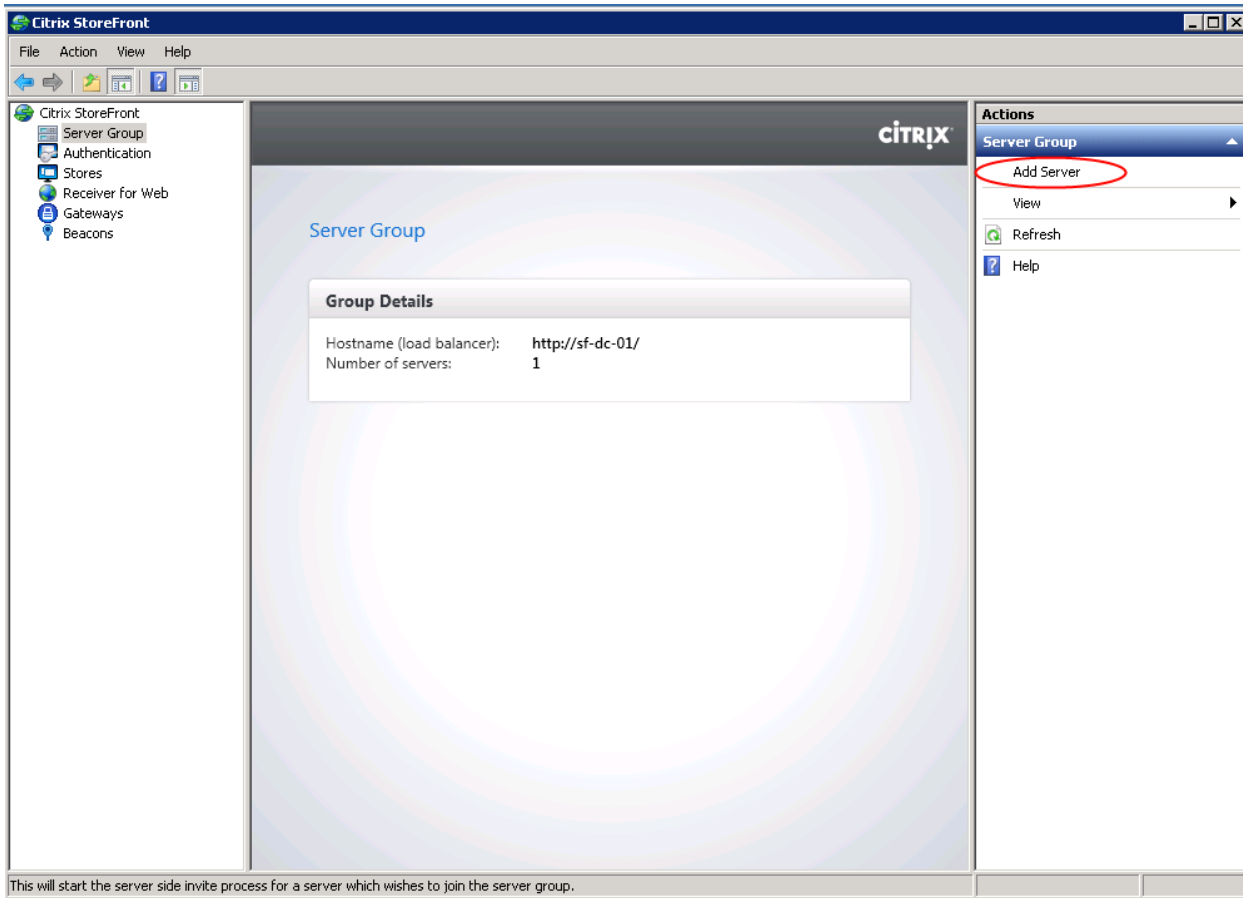 Citrix StoreFront
File Action View Help
Citrix StoreFront
Server Group
Authentication
Stores
Receiver for Web
Gateways
Beacons
CITRIX
Server Group
Group Details
Hostname (load balancer): http://sf-dc-01/
Number of servers: 1
Actions
Server Group
Add Server
View
Refresh
Help
This will start the server side invite process for a server which wishes to join the server group.